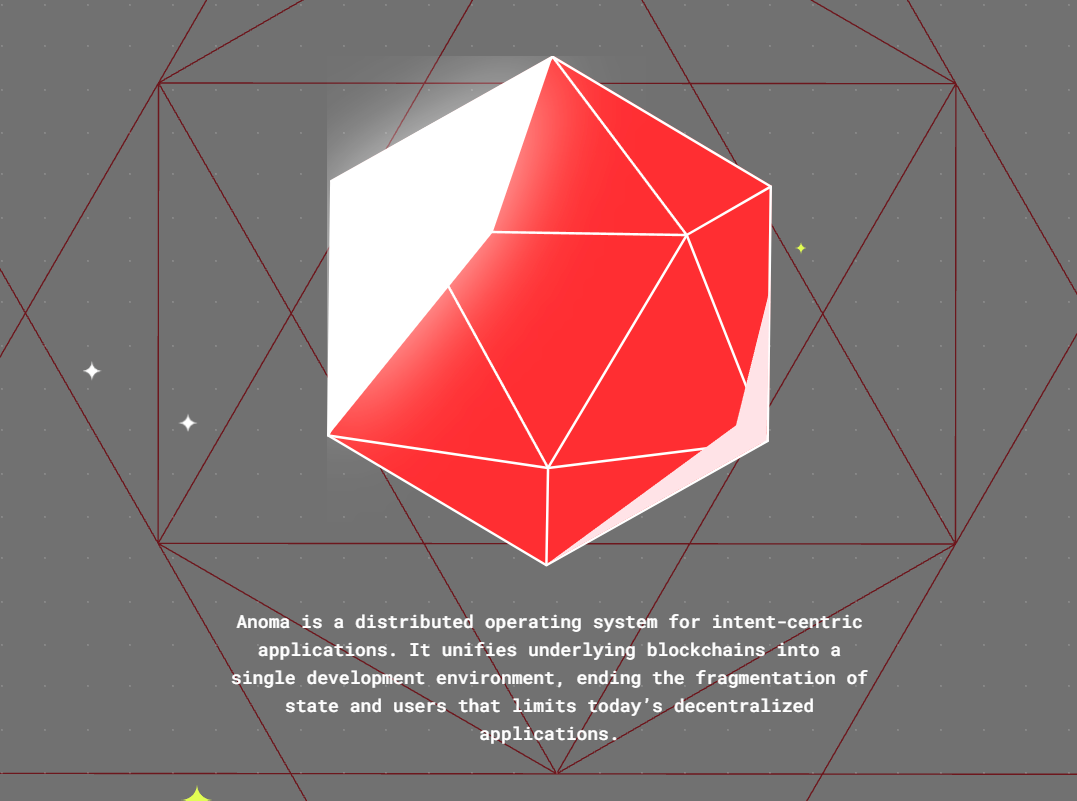 Anoma is a distributed operating system for intent-centric
applications. It unifies underlying blockchains into a
single development environment, ending the fragmentation of
state and users that limits today’s decentralized
applications.